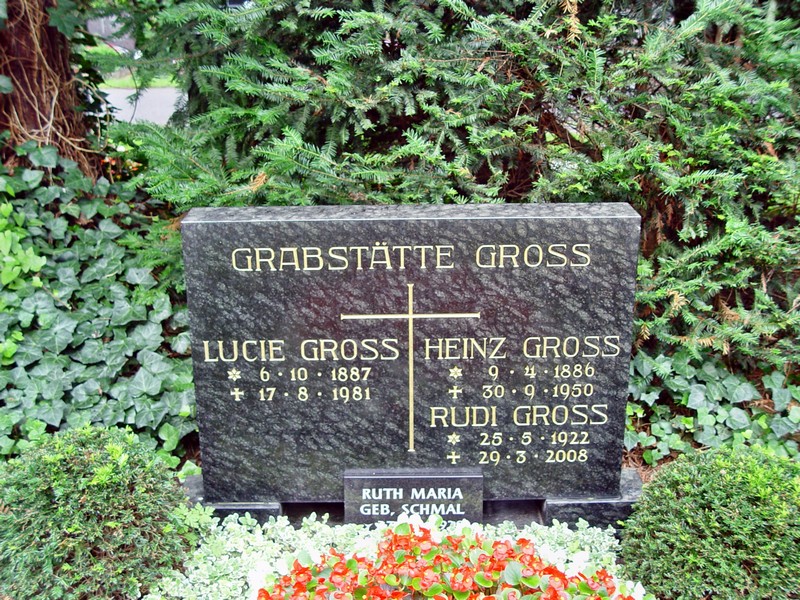 GRABSTÄTTE GROSS
LUCIE GROSS
* 6 · 10 · 1887
✝ 17 · 8 · 1981
HEINZ GROSS
* 9 · 4 · 1886
✝ 30 · 9 · 1950
RUDI GROSS
* 25 · 5 · 1922
✝ 29 · 3 · 2008
RUTH MARIA
GEB. SCHMAL